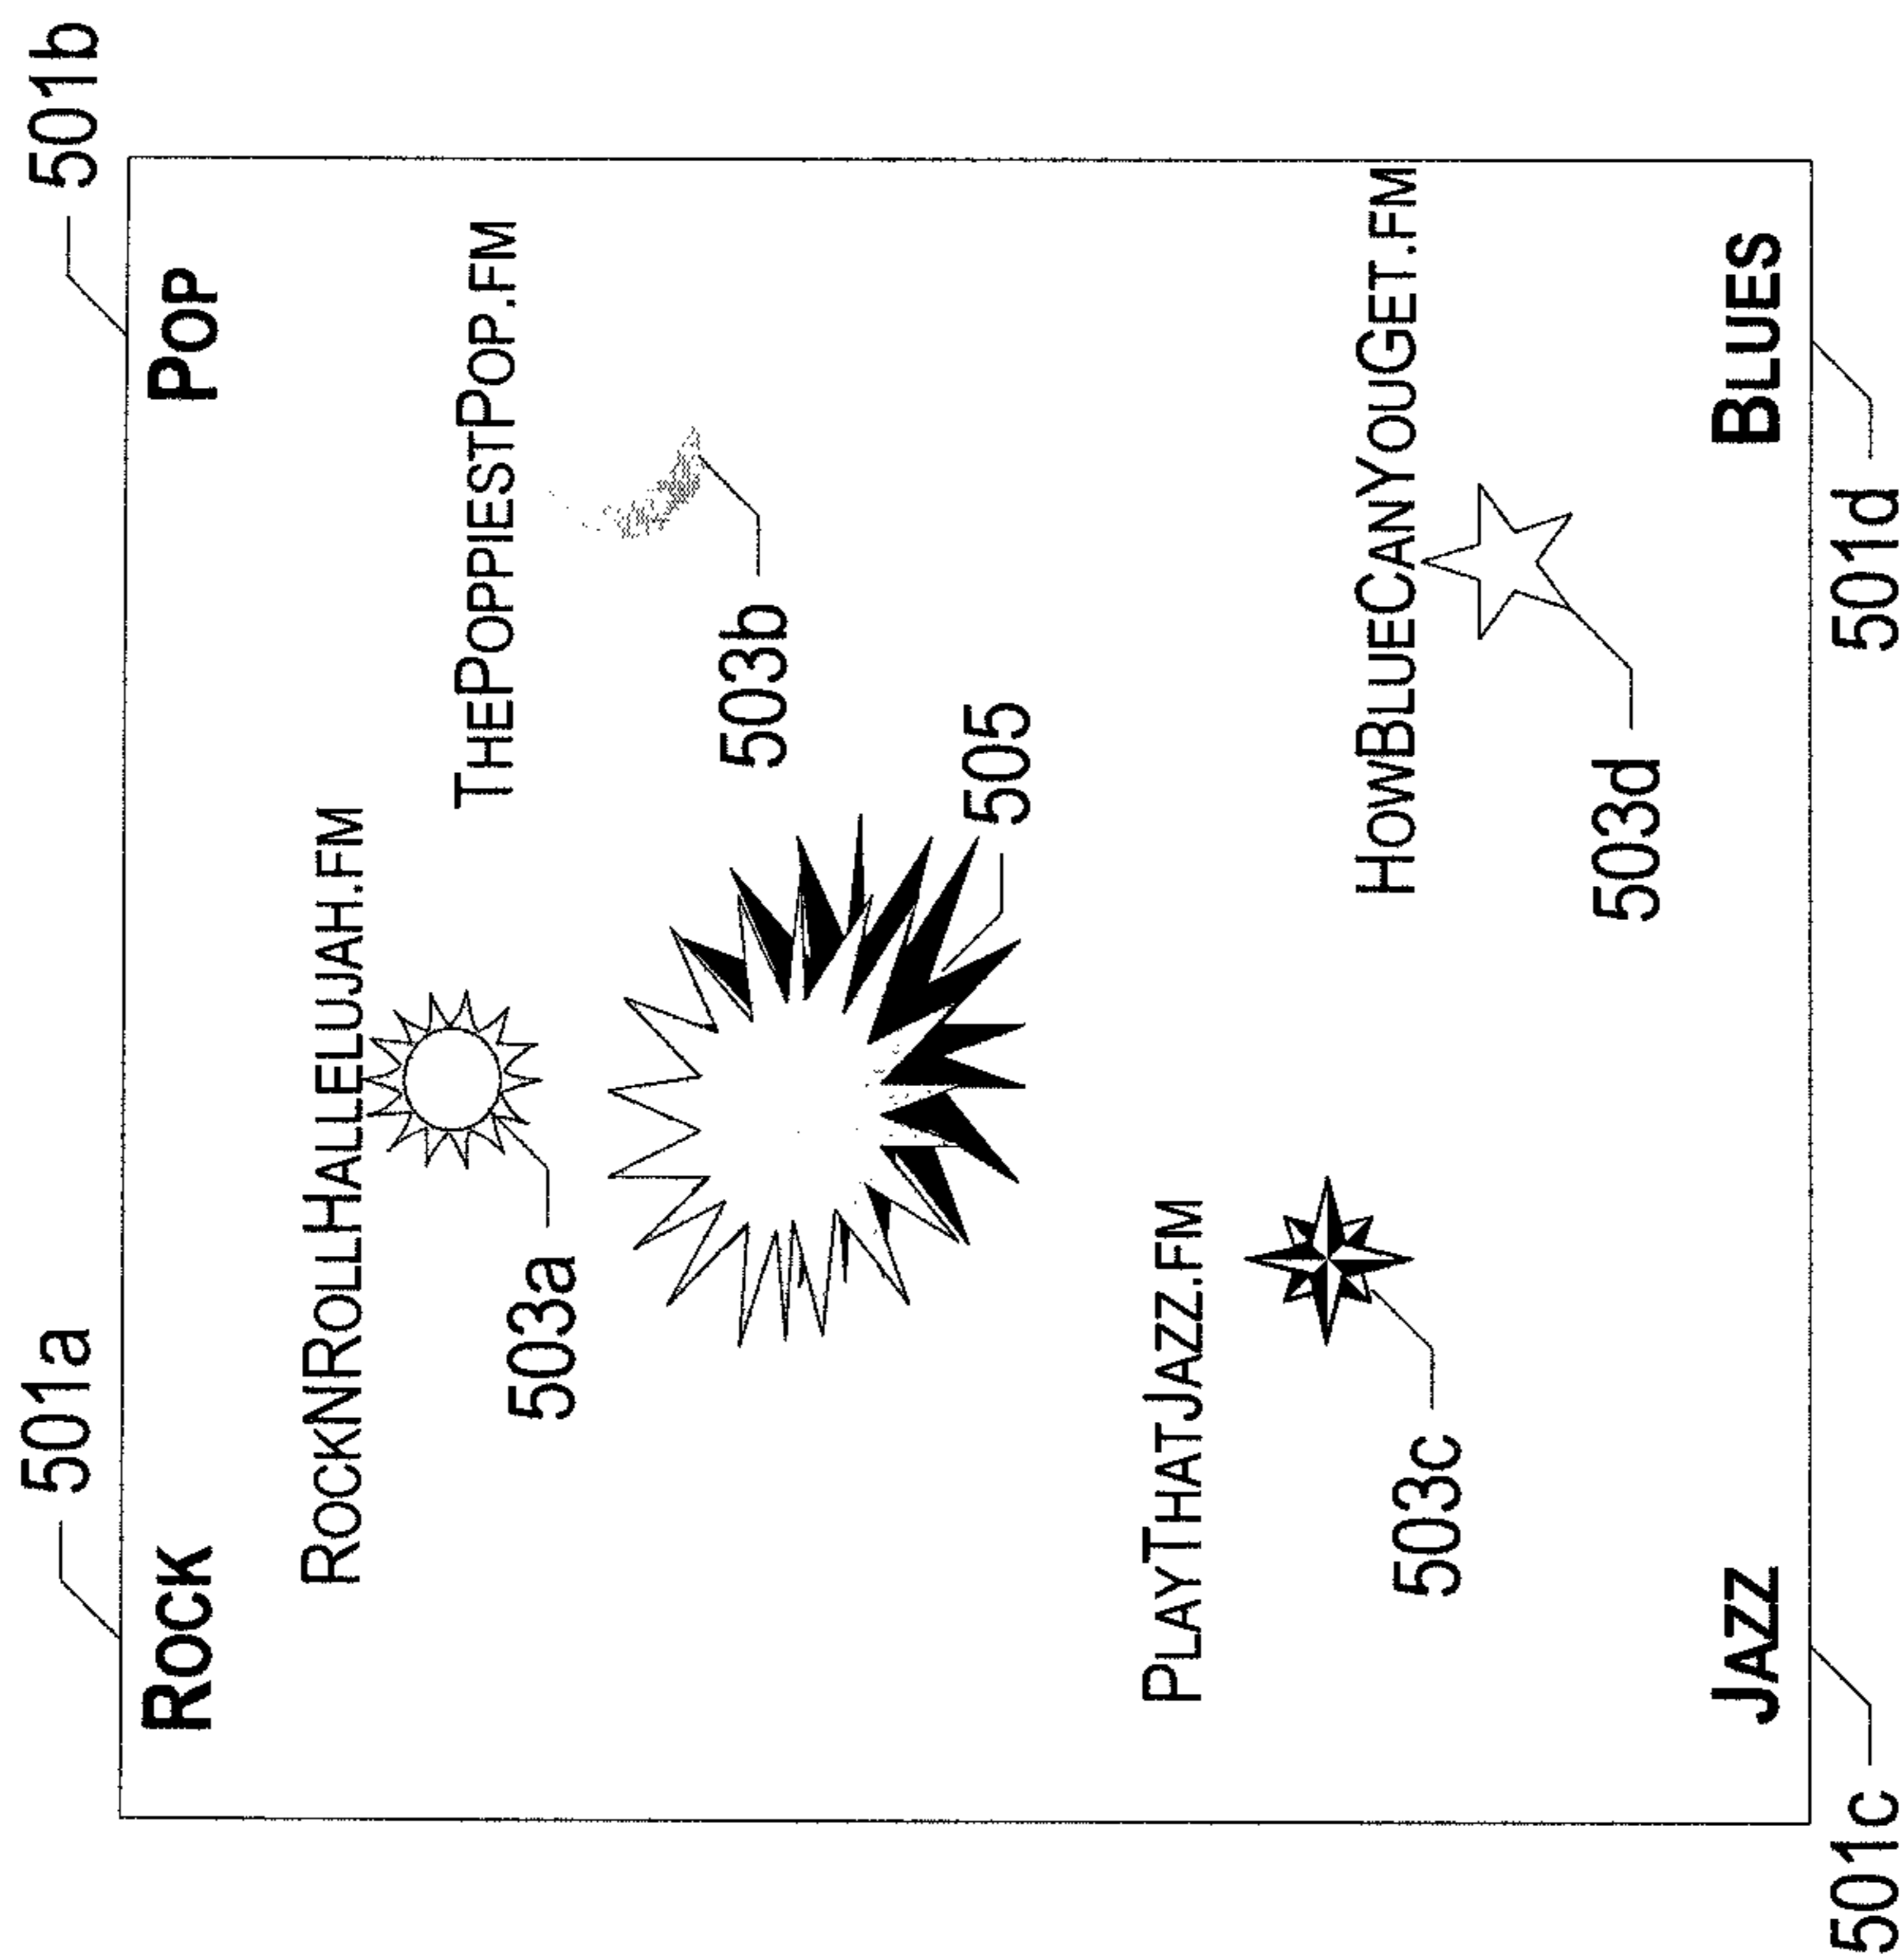 501a
501b
ROCK
POP
ROCKNROLLHALLELUJAH.FM
THEPOPPIESTPOP.FM
503a
503b
505
PLAYTHATJAZZ.FM
HOWBLUECANYOUGET.FM
503c
503d
JAZZ
BLUES
501c
501d